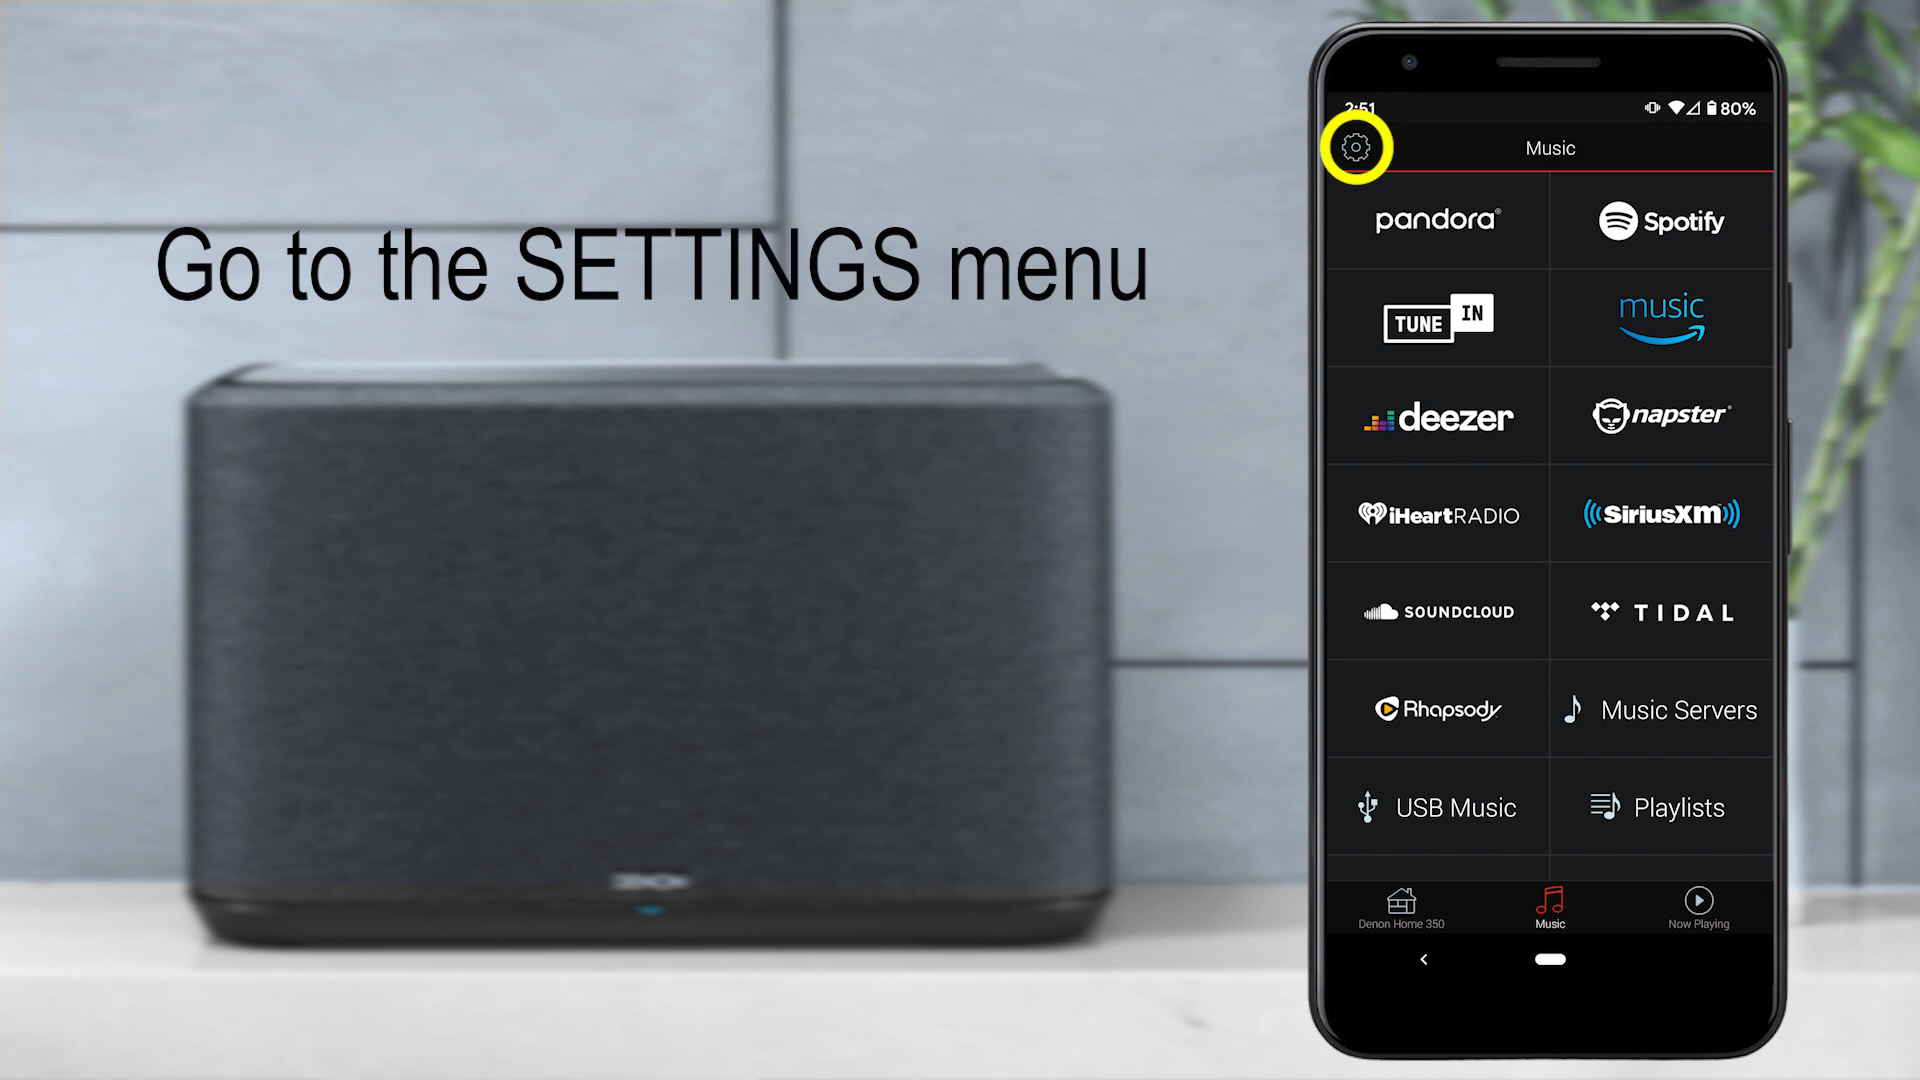 Go to the SETTINGS menu
DENON
2:51
80%
Music
pandora®
Spotify
TUNE IN
music
deezer
napster
iHeartRADIO
SiriusXM
SOUNDCLOUD
TIDAL
Rhapsody
Music Servers
USB Music
Playlists
Denon Home 350
Music
Now Playing